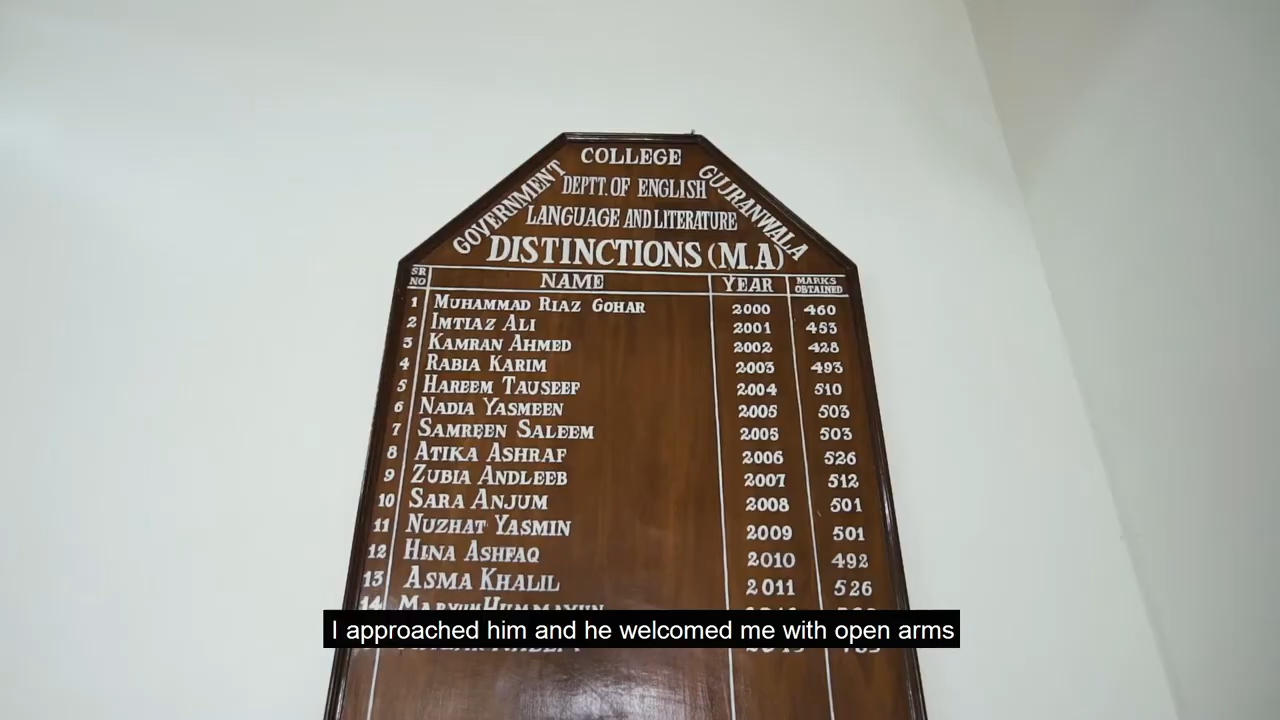 COLLEGE
GOVERNMENT
GUJRANWALA
DEPTT. OF ENGLISH
LANGUAGE AND LITERATURE
DISTINCTIONS (M.A)
SR NO NAME YEAR MARKS OBTAINED
1 MUHAMMAD RIAZ GOHAR 2000 460
2 IMTIAZ ALI 2001 453
3 KAMRAN AHMED 2002 428
4 RABIA KARIM 2003 493
5 HAREEM TAUSEEF 2004 510
6 NADIA YASMEEN 2005 503
7 SAMREEN SALEEM 2005 503
8 ATIKA ASHRAF 2006 526
9 ZUBIA ANDLEEB 2007 512
10 SARA ANJUM 2008 501
11 NUZHAT YASMIN 2009 501
12 HINA ASHFAQ 2010 492
13 ASMA KHALIL 2011 526
14
I approached him and he welcomed me with open arms